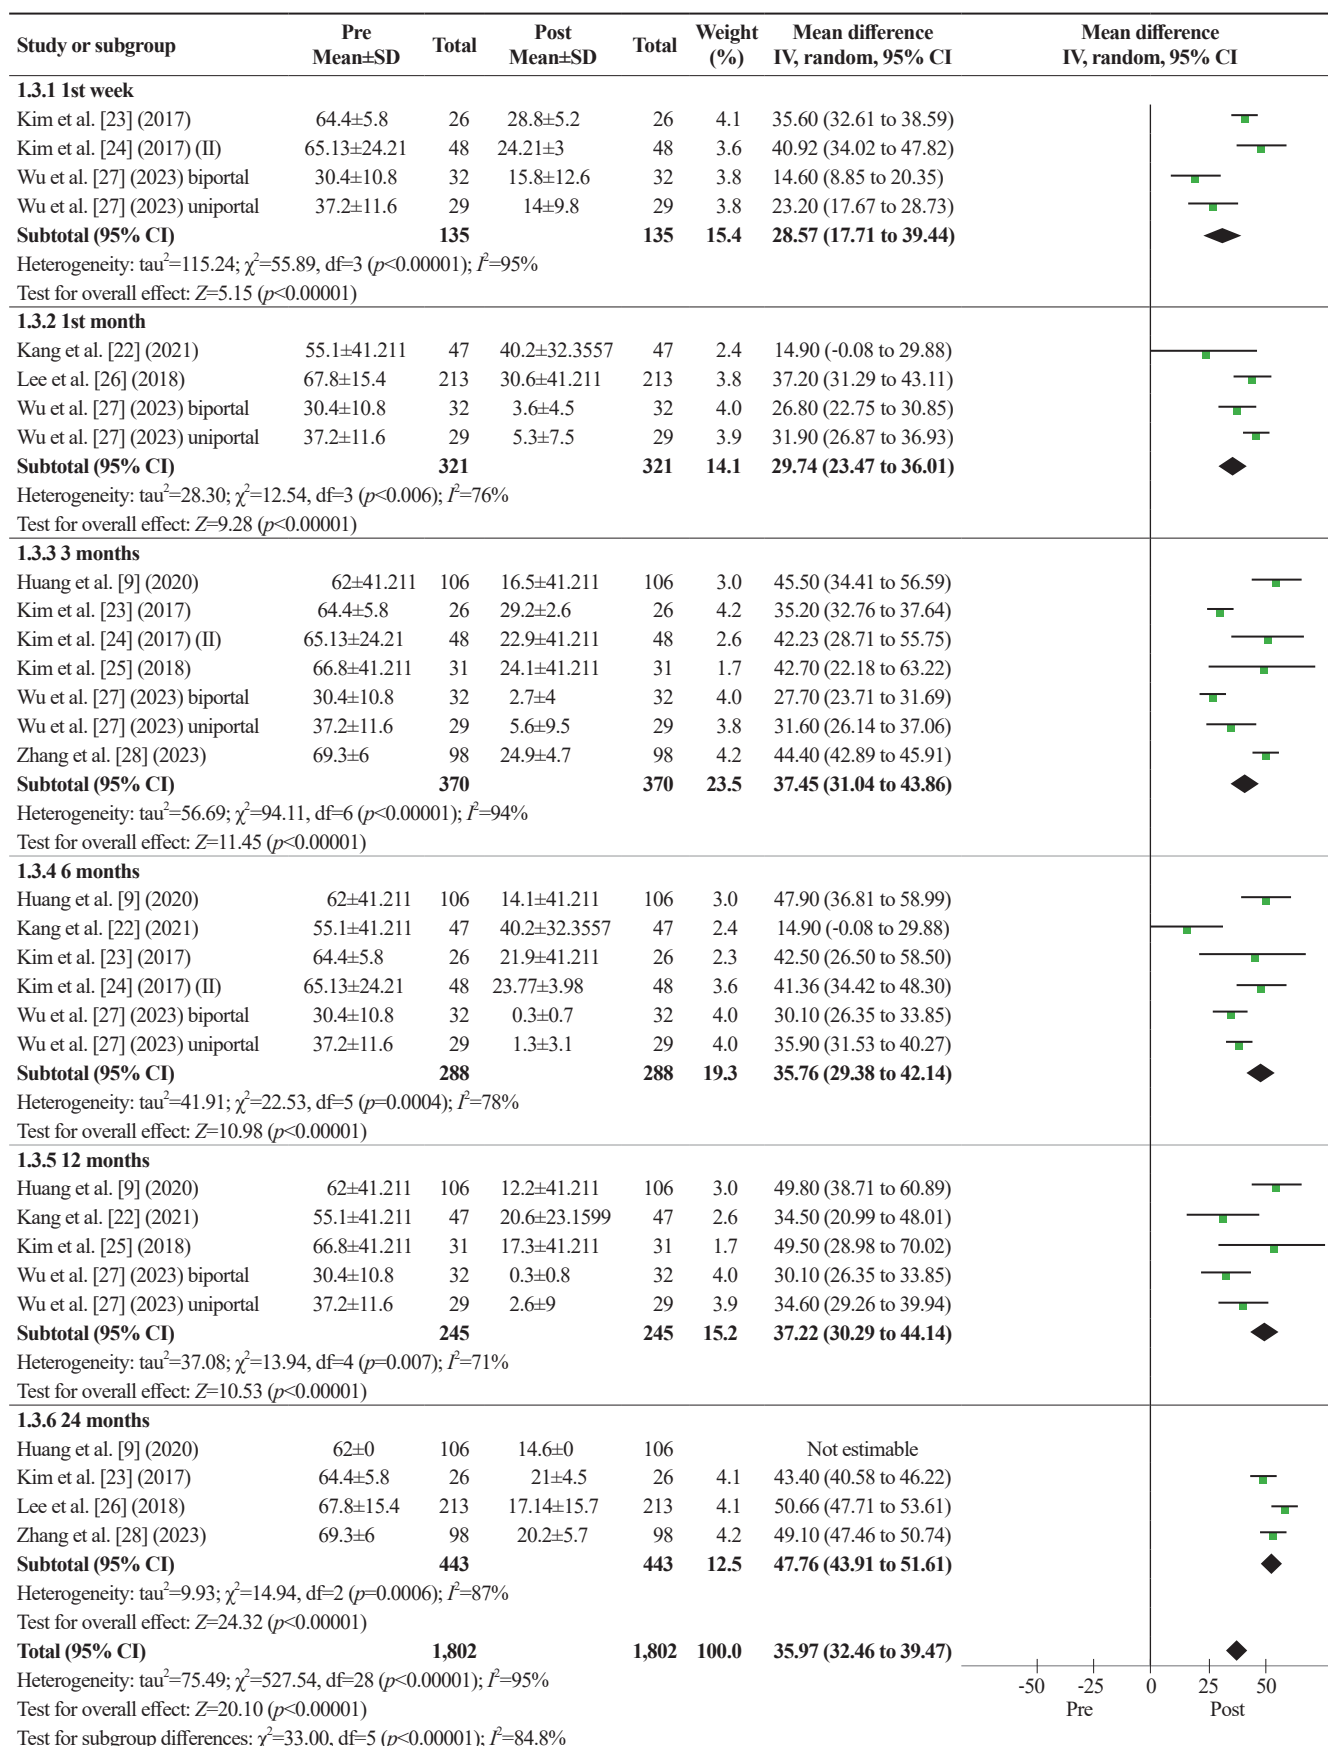 Study or subgroup Pre Mean±SD Total Post Mean±SD Total Weight (%) Mean difference IV, random, 95% CI Mean difference IV, random, 95% CI
1.3.1 1st week
Kim et al. [23] (2017) 64.4±5.8 26 28.8±5.2 26 4.1 35.60 (32.61 to 38.59)
Kim et al. [24] (2017) (II) 65.13±24.21 48 24.21±3 48 3.6 40.92 (34.02 to 47.82)
Wu et al. [27] (2023) biportal 30.4±10.8 32 15.8±12.6 32 3.8 14.60 (8.85 to 20.35)
Wu et al. [27] (2023) uniportal 37.2±11.6 29 14±9.8 29 3.8 23.20 (17.67 to 28.73)
Subtotal (95% CI) 135 135 15.4 28.57 (17.71 to 39.44)
Heterogeneity: tau²=115.24; χ²=55.89, df=3 (p<0.00001); I²=95%
Test for overall effect: Z=5.15 (p<0.00001)
1.3.2 1st month
Kang et al. [22] (2021) 55.1±41.211 47 40.2±32.3557 47 2.4 14.90 (-0.08 to 29.88)
Lee et al. [26] (2018) 67.8±15.4 213 30.6±41.211 213 3.8 37.20 (31.29 to 43.11)
Wu et al. [27] (2023) biportal 30.4±10.8 32 3.6±4.5 32 4.0 26.80 (22.75 to 30.85)
Wu et al. [27] (2023) uniportal 37.2±11.6 29 5.3±7.5 29 3.9 31.90 (26.87 to 36.93)
Subtotal (95% CI) 321 321 14.1 29.74 (23.47 to 36.01)
Heterogeneity: tau²=28.30; χ²=12.54, df=3 (p<0.006); I²=76%
Test for overall effect: Z=9.28 (p<0.00001)
1.3.3 3 months
Huang et al. [9] (2020) 62±41.211 106 16.5±41.211 106 3.0 45.50 (34.41 to 56.59)
Kim et al. [23] (2017) 64.4±5.8 26 29.2±2.6 26 4.2 35.20 (32.76 to 37.64)
Kim et al. [24] (2017) (II) 65.13±24.21 48 22.9±41.211 48 2.6 42.23 (28.71 to 55.75)
Kim et al. [25] (2018) 66.8±41.211 31 24.1±41.211 31 1.7 42.70 (22.18 to 63.22)
Wu et al. [27] (2023) biportal 30.4±10.8 32 2.7±4 32 4.0 27.70 (23.71 to 31.69)
Wu et al. [27] (2023) uniportal 37.2±11.6 29 5.6±9.5 29 3.8 31.60 (26.14 to 37.06)
Zhang et al. [28] (2023) 69.3±6 98 24.9±4.7 98 4.2 44.40 (42.89 to 45.91)
Subtotal (95% CI) 370 370 23.5 37.45 (31.04 to 43.86)
Heterogeneity: tau²=56.69; χ²=94.11, df=6 (p<0.00001); I²=94%
Test for overall effect: Z=11.45 (p<0.00001)
1.3.4 6 months
Huang et al. [9] (2020) 62±41.211 106 14.1±41.211 106 3.0 47.90 (36.81 to 58.99)
Kang et al. [22] (2021) 55.1±41.211 47 40.2±32.3557 47 2.4 14.90 (-0.08 to 29.88)
Kim et al. [23] (2017) 64.4±5.8 26 21.9±41.211 26 2.3 42.50 (26.50 to 58.50)
Kim et al. [24] (2017) (II) 65.13±24.21 48 23.77±3.98 48 3.6 41.36 (34.42 to 48.30)
Wu et al. [27] (2023) biportal 30.4±10.8 32 0.3±0.7 32 4.0 30.10 (26.35 to 33.85)
Wu et al. [27] (2023) uniportal 37.2±11.6 29 1.3±3.1 29 4.0 35.90 (31.53 to 40.27)
Subtotal (95% CI) 288 288 19.3 35.76 (29.38 to 42.14)
Heterogeneity: tau²=41.91; χ²=22.53, df=5 (p=0.0004); I²=78%
Test for overall effect: Z=10.98 (p<0.00001)
1.3.5 12 months
Huang et al. [9] (2020) 62±41.211 106 12.2±41.211 106 3.0 49.80 (38.71 to 60.89)
Kang et al. [22] (2021) 55.1±41.211 47 20.6±23.1599 47 2.6 34.50 (20.99 to 48.01)
Kim et al. [25] (2018) 66.8±41.211 31 17.3±41.211 31 1.7 49.50 (28.98 to 70.02)
Wu et al. [27] (2023) biportal 30.4±10.8 32 0.3±0.8 32 4.0 30.10 (26.35 to 33.85)
Wu et al. [27] (2023) uniportal 37.2±11.6 29 2.6±9 29 3.9 34.60 (29.26 to 39.94)
Subtotal (95% CI) 245 245 15.2 37.22 (30.29 to 44.14)
Heterogeneity: tau²=37.08; χ²=13.94, df=4 (p=0.007); I²=71%
Test for overall effect: Z=10.53 (p<0.00001)
1.3.6 24 months
Huang et al. [9] (2020) 62±0 106 14.6±0 106 Not estimable
Kim et al. [23] (2017) 64.4±5.8 26 21±4.5 26 4.1 43.40 (40.58 to 46.22)
Lee et al. [26] (2018) 67.8±15.4 213 17.14±15.7 213 4.1 50.66 (47.71 to 53.61)
Zhang et al. [28] (2023) 69.3±6 98 20.2±5.7 98 4.2 49.10 (47.46 to 50.74)
Subtotal (95% CI) 443 443 12.5 47.76 (43.91 to 51.61)
Heterogeneity: tau²=9.93; χ²=14.94, df=2 (p=0.0006); I²=87%
Test for overall effect: Z=24.32 (p<0.00001)
Total (95% CI) 1,802 1,802 100.0 35.97 (32.46 to 39.47)
Heterogeneity: tau²=75.49; χ²=527.54, df=28 (p<0.00001); I²=95%
-50 -25 0 25 50
Test for overall effect: Z=20.10 (p<0.00001)
Pre Post
Test for subgroup differences: χ²=33.00, df=5 (p<0.00001); I²=84.8%